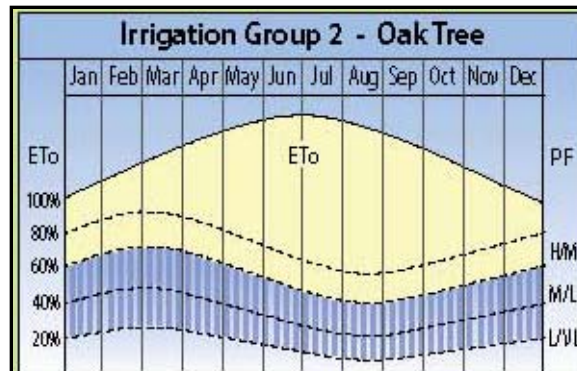 Irrigation Group 2 - Oak Tree
Jan Feb Mar Apr May Jun Jul Aug Sep Oct Nov Dec
ETo ETo PF
100%
80%
H/M
60%
40% M/L
20% L/VL